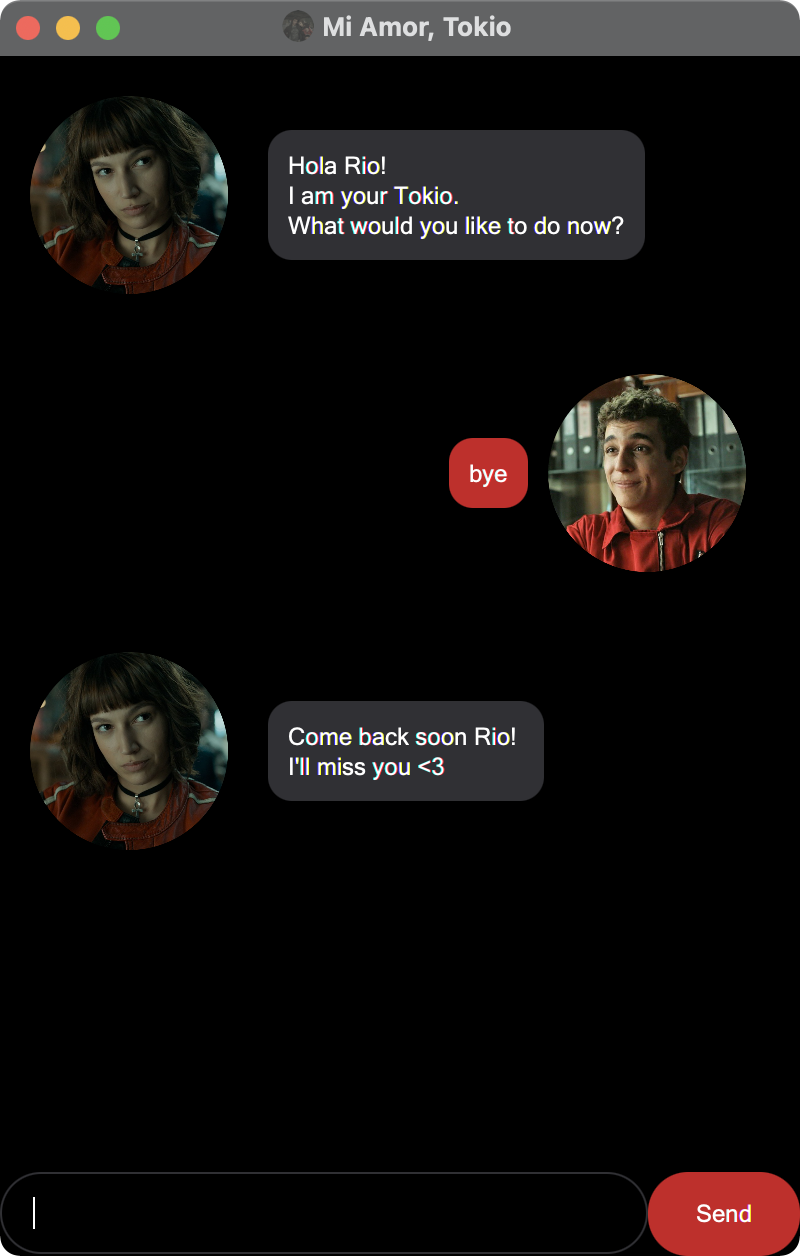 Mi Amor, Tokio
Hola Rio!
I am your Tokio.
What would you like to do now?
bye
Come back soon Rio!
I'll miss you <3
Send